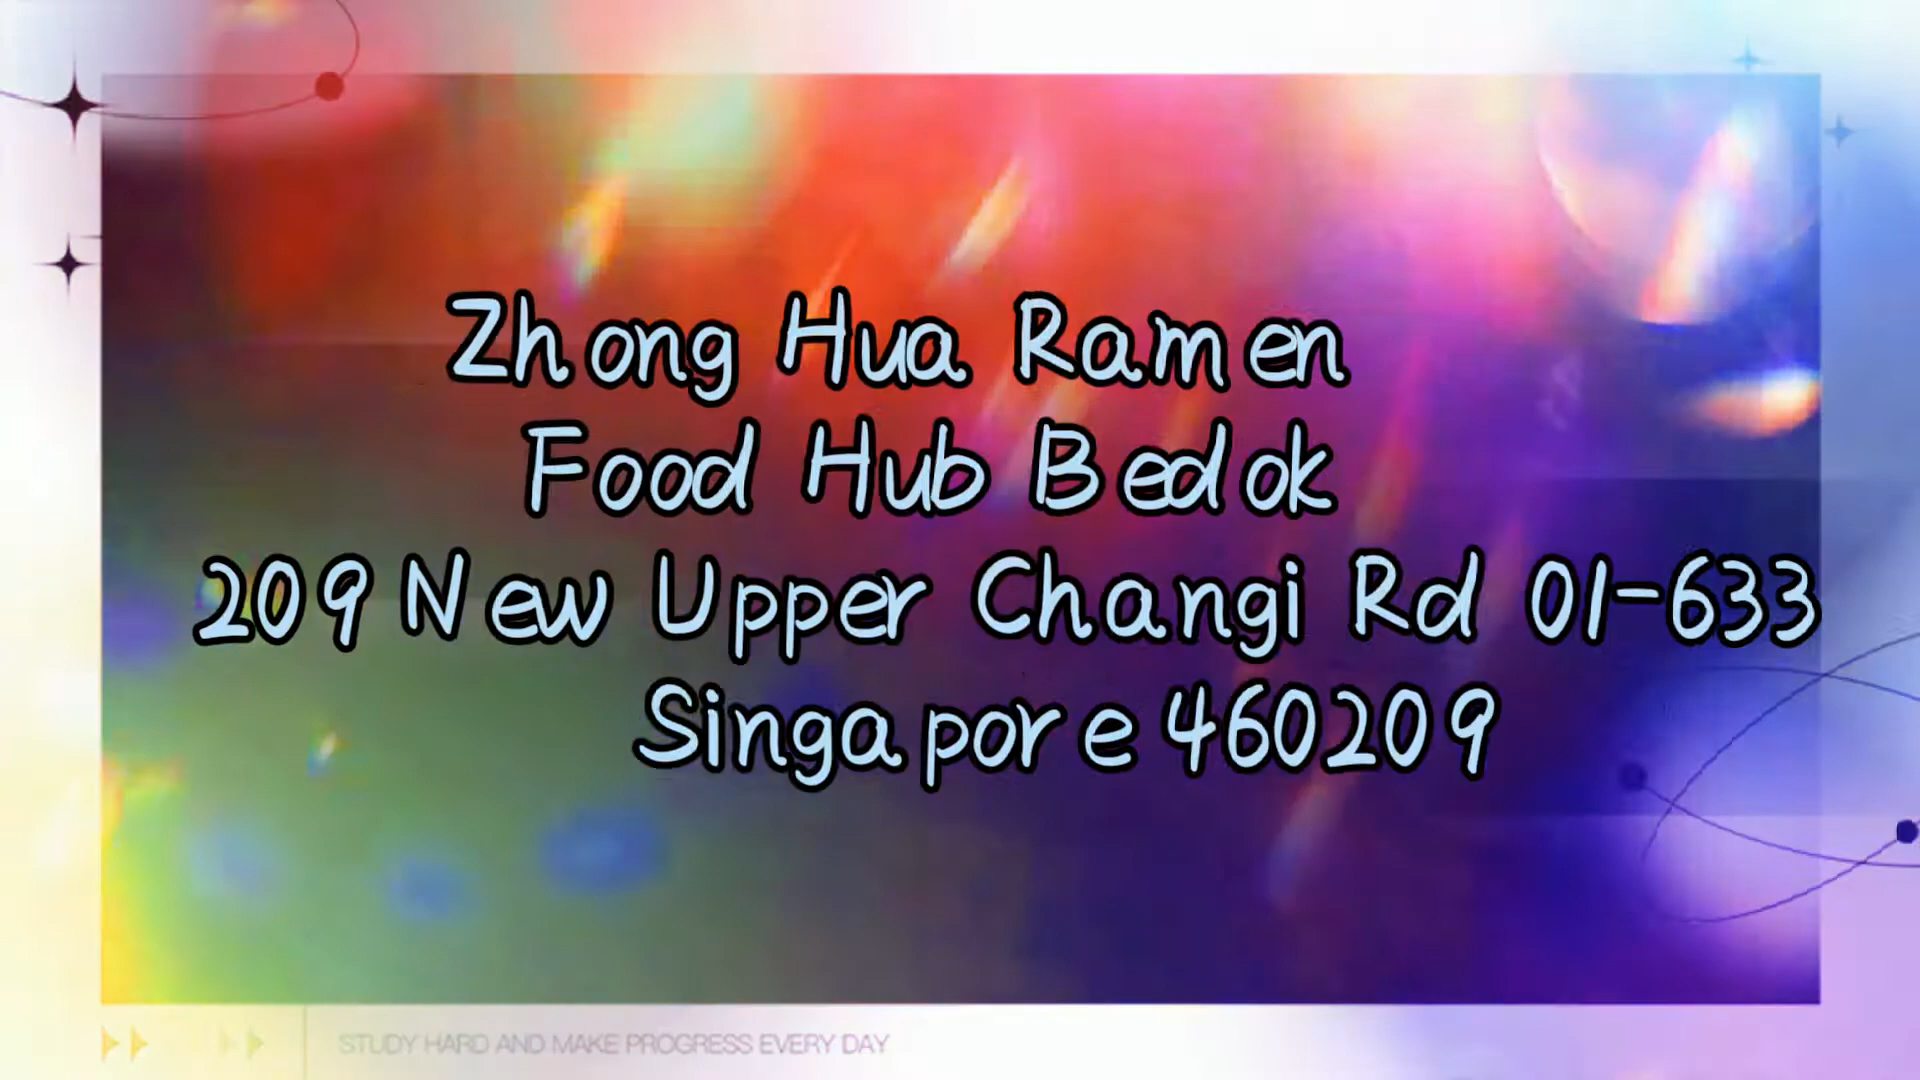 Zhong Hua Ramen
Food Hub Bedok
209 New Upper Changi Rd 01-633
Singapore 460209
STUDY HARD AND MAKE PROGRESS EVERY DAY